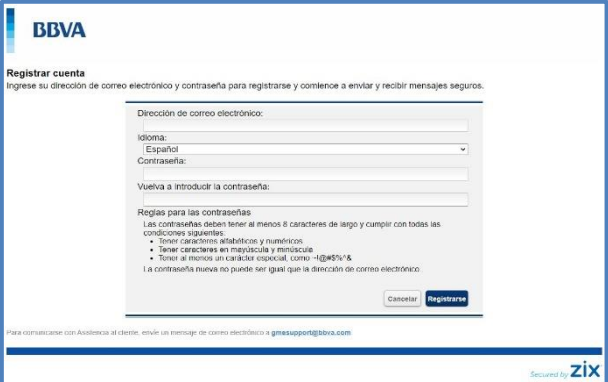 BBVA
Registrar cuenta
Ingrese su dirección de correo electrónico y contraseña para registrarse y comience a enviar y recibir mensajes seguros.
Dirección de correo electrónico:
Idioma:
Español
Contraseña:
Vuelva a introducir la contraseña:
Reglas para las contraseñas
Las contraseñas deben tener al menos 8 caracteres de largo y cumplir con todas las
condiciones siguientes:
• Tener caracteres alfabéticos y numéricos
• Tener caracteres en mayúscula y minúscula
• Tener al menos un carácter especial, como ~!@#$%^&
La contraseña nueva no puede ser igual que la dirección de correo electrónico
Cancelar Registrarse
Para comunicarse con Asistencia al cliente, envíe un mensaje de correo electrónico a gmesupport@bbva.com
Secured by zix